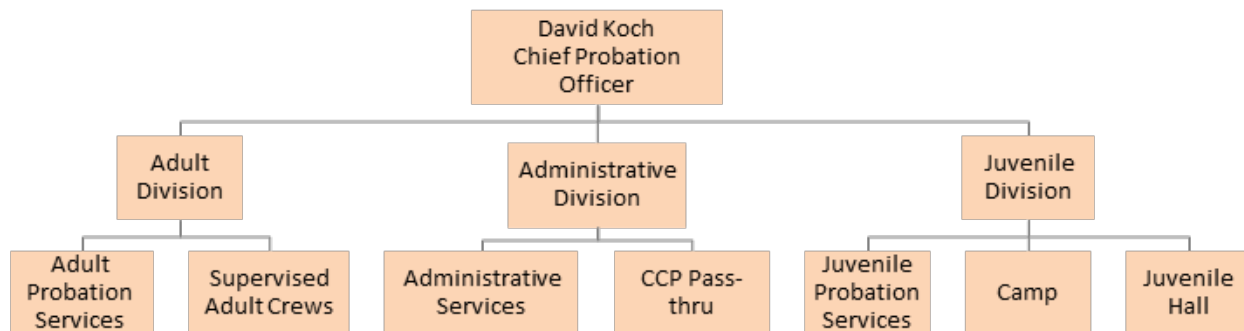 David Koch
Chief Probation
Officer
Adult
Division
Administrative
Division
Juvenile
Division
Adult
Probation
Services
Supervised
Adult Crews
Administrative
Services
CCP Pass-
thru
Juvenile
Probation
Services
Camp
Juvenile
Hall